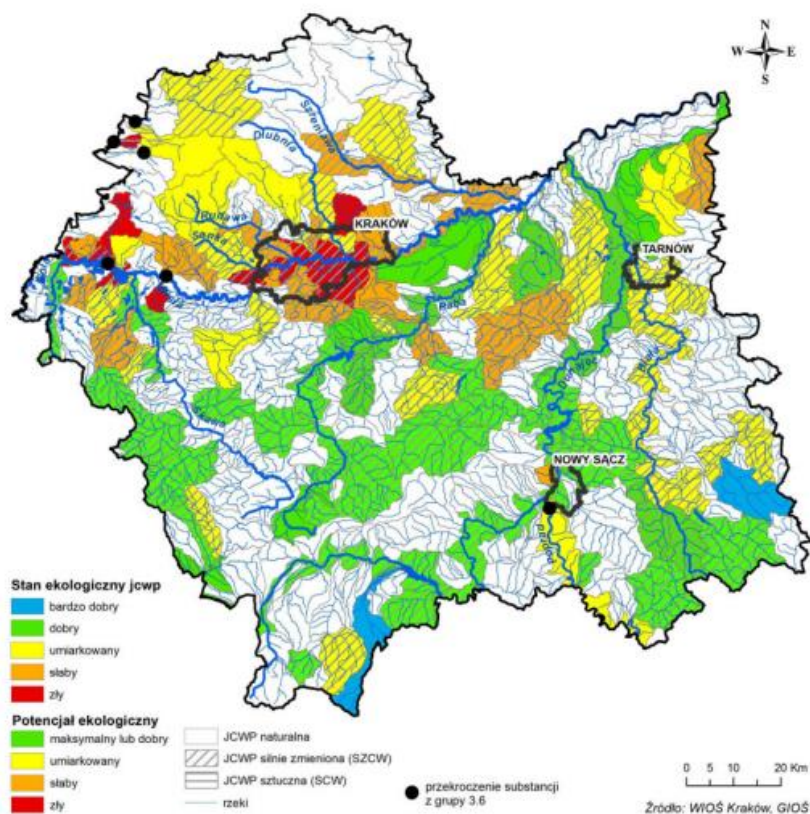 N
W E
S
Szreniawa
Dłubnia
Rudawa
Sanka
KRAKÓW
TARNÓW
Raba
Dunajec
Biała
Skawa
NOWY SĄCZ
Poprad
Stan ekologiczny jcwp
bardzo dobry
dobry
umiarkowany
słaby
zły
Potencjał ekologiczny
maksymalny lub dobry
umiarkowany
słaby
zły
JCWP naturalna
JCWP silnie zmieniona (SZCW)
JCWP sztuczna (SCW)
rzeki
przekroczenie substancji
z grupy 3.6
0 5 10 20 Km
Źródło: WIOŚ Kraków, GIOŚ